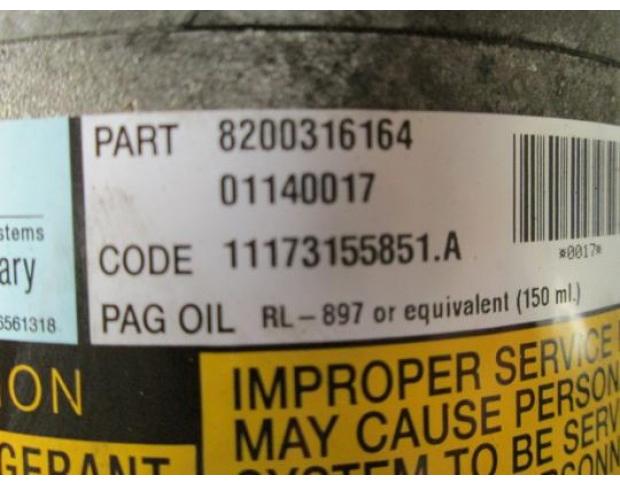 PART 8200316164
01140017
CODE 11173155851.A
*0017*
PAG OIL RL-897 or equivalent (150 ml.)
stems
ary
6561318
ION
GERANT
IMPROPER SERVICE
MAY CAUSE PERSON
SYSTEM TO BE SERV